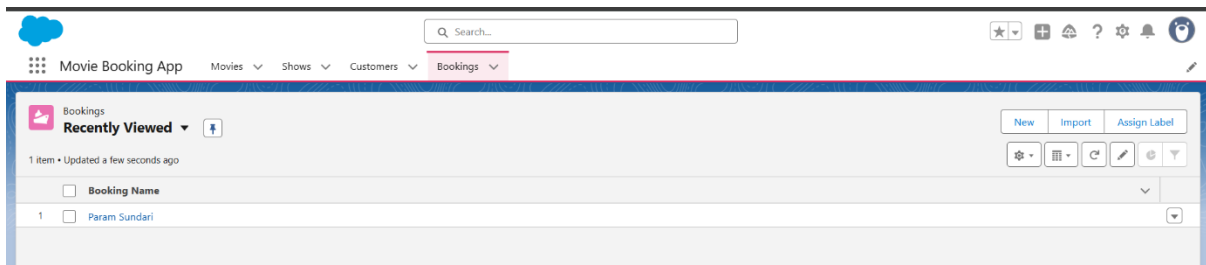 Search...
Movie Booking App Movies Shows Customers Bookings
Bookings
Recently Viewed
New Import Assign Label
1 item • Updated a few seconds ago
Booking Name
1 Param Sundari